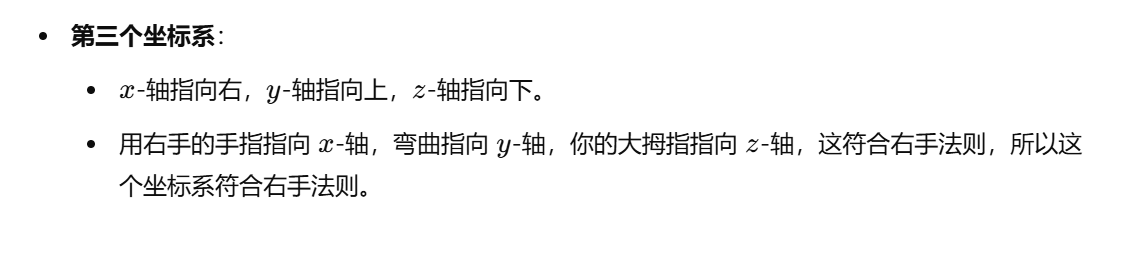 • 第三个坐标系：
• x-轴指向右，y-轴指向上，z-轴指向下。
• 用右手的手指指向 x-轴，弯曲指向 y-轴，你的大拇指指向 z-轴，这符合右手法则，所以这
个坐标系符合右手法则。